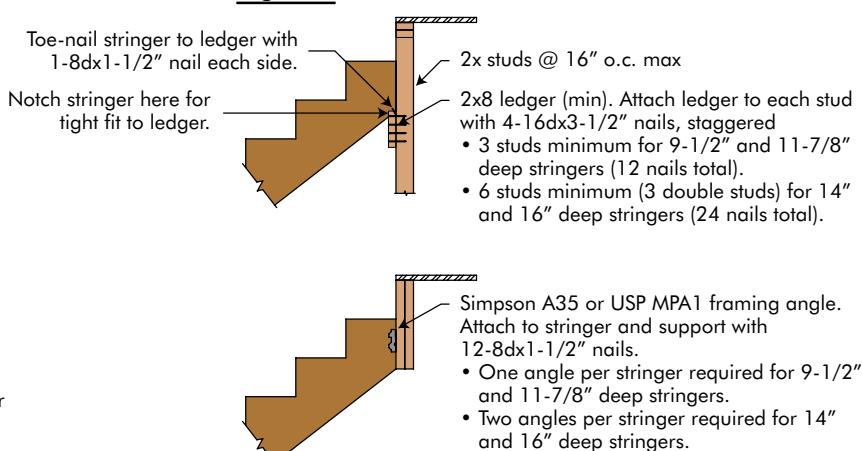 Toe-nail stringer to ledger with
1-8dx1-1/2” nail each side.
Notch stringer here for
tight fit to ledger.
2x studs @ 16” o.c. max
2x8 ledger (min). Attach ledger to each stud
with 4-16dx3-1/2” nails, staggered
• 3 studs minimum for 9-1/2” and 11-7/8”
deep stringers (12 nails total).
• 6 studs minimum (3 double studs) for 14”
and 16” deep stringers (24 nails total).
Simpson A35 or USP MPA1 framing angle.
Attach to stringer and support with
12-8dx1-1/2” nails.
• One angle per stringer required for 9-1/2”
and 11-7/8” deep stringers.
• Two angles per stringer required for 14”
and 16” deep stringers.